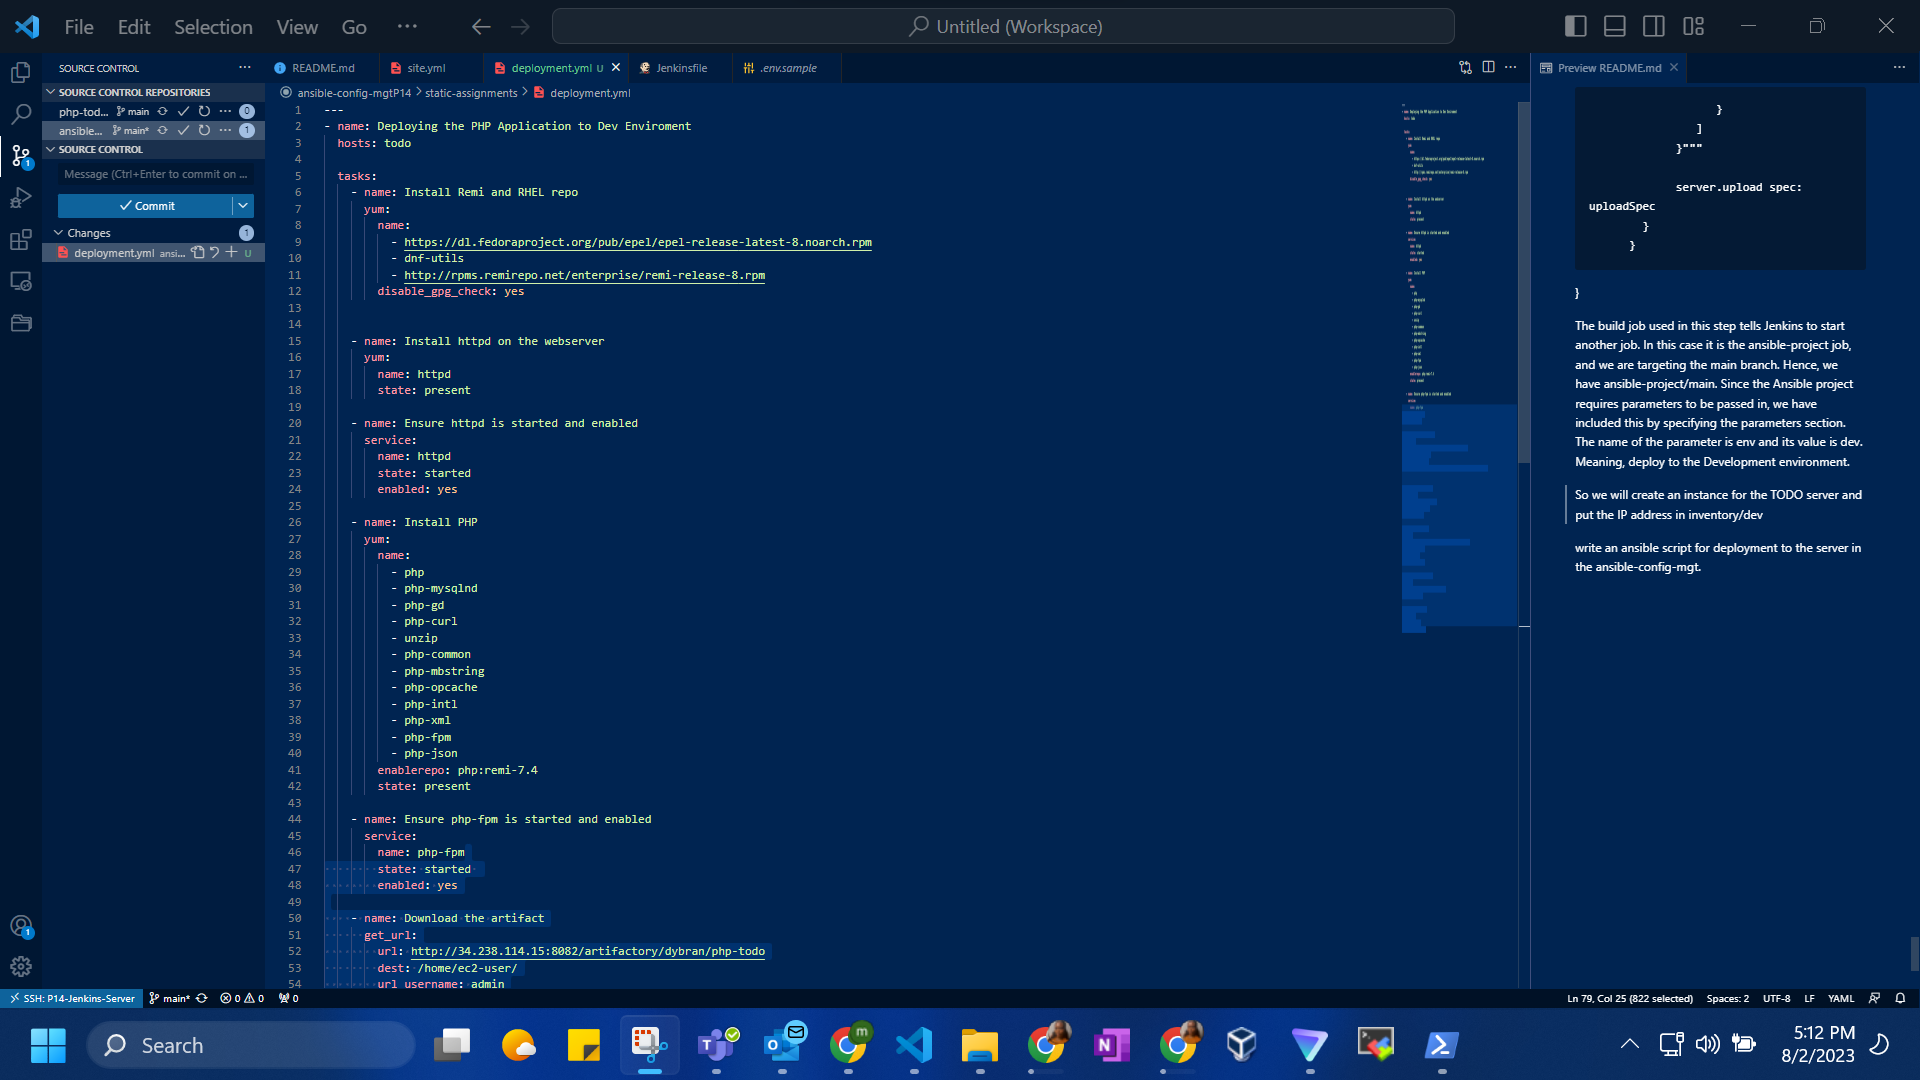 File Edit Selection View Go ··· Untitled (Workspace)
SOURCE CONTROL ···
SOURCE CONTROL REPOSITORIES
php-tod... main ··· 0
ansible... main* ··· 1
SOURCE CONTROL
Message (Ctrl+Enter to commit on ...
Commit
Changes 1
deployment.yml ansi... U
README.md site.yml deployment.yml U Jenkinsfile .env.sample ···
ansible-config-mgtP14 > static-assignments > deployment.yml
1 ---
2 - name: Deploying the PHP Application to Dev Enviroment
3 hosts: todo
4
5 tasks:
6 - name: Install Remi and RHEL repo
7 yum:
8 name:
9 - https://dl.fedoraproject.org/pub/epel/epel-release-latest-8.noarch.rpm
10 - dnf-utils
11 - http://rpms.remirepo.net/enterprise/remi-release-8.rpm
12 disable_gpg_check: yes
13
14
15 - name: Install httpd on the webserver
16 yum:
17 name: httpd
18 state: present
19
20 - name: Ensure httpd is started and enabled
21 service:
22 name: httpd
23 state: started
24 enabled: yes
25
26 - name: Install PHP
27 yum:
28 name:
29 - php
30 - php-mysqlnd
31 - php-gd
32 - php-curl
33 - unzip
34 - php-common
35 - php-mbstring
36 - php-opcache
37 - php-intl
38 - php-xml
39 - php-fpm
40 - php-json
41 enablerepo: php:remi-7.4
42 state: present
43
44 - name: Ensure php-fpm is started and enabled
45 service:
46 name: php-fpm
47 state: started
48 enabled: yes
49
50 - name: Download the artifact
51 get_url:
52 url: http://34.238.114.15:8082/artifactory/dybran/php-todo
53 dest: /home/ec2-user/
54 url_username: admin
Preview README.md ···
}
]
}"""
server.upload spec:
uploadSpec
}
}
}
The build job used in this step tells Jenkins to start
another job. In this case it is the ansible-project job,
and we are targeting the main branch. Hence, we
have ansible-project/main. Since the Ansible project
requires parameters to be passed in, we have
included this by specifying the parameters section.
The name of the parameter is env and its value is dev.
Meaning, deploy to the Development environment.
So we will create an instance for the TODO server and
put the IP address in inventory/dev
write an ansible script for deployment to the server in
the ansible-config-mgt.
SSH: P14-Jenkins-Server main* 0 0 0 Ln 79, Col 25 (822 selected) Spaces: 2 UTF-8 LF YAML
Search 5:12 PM
8/2/2023